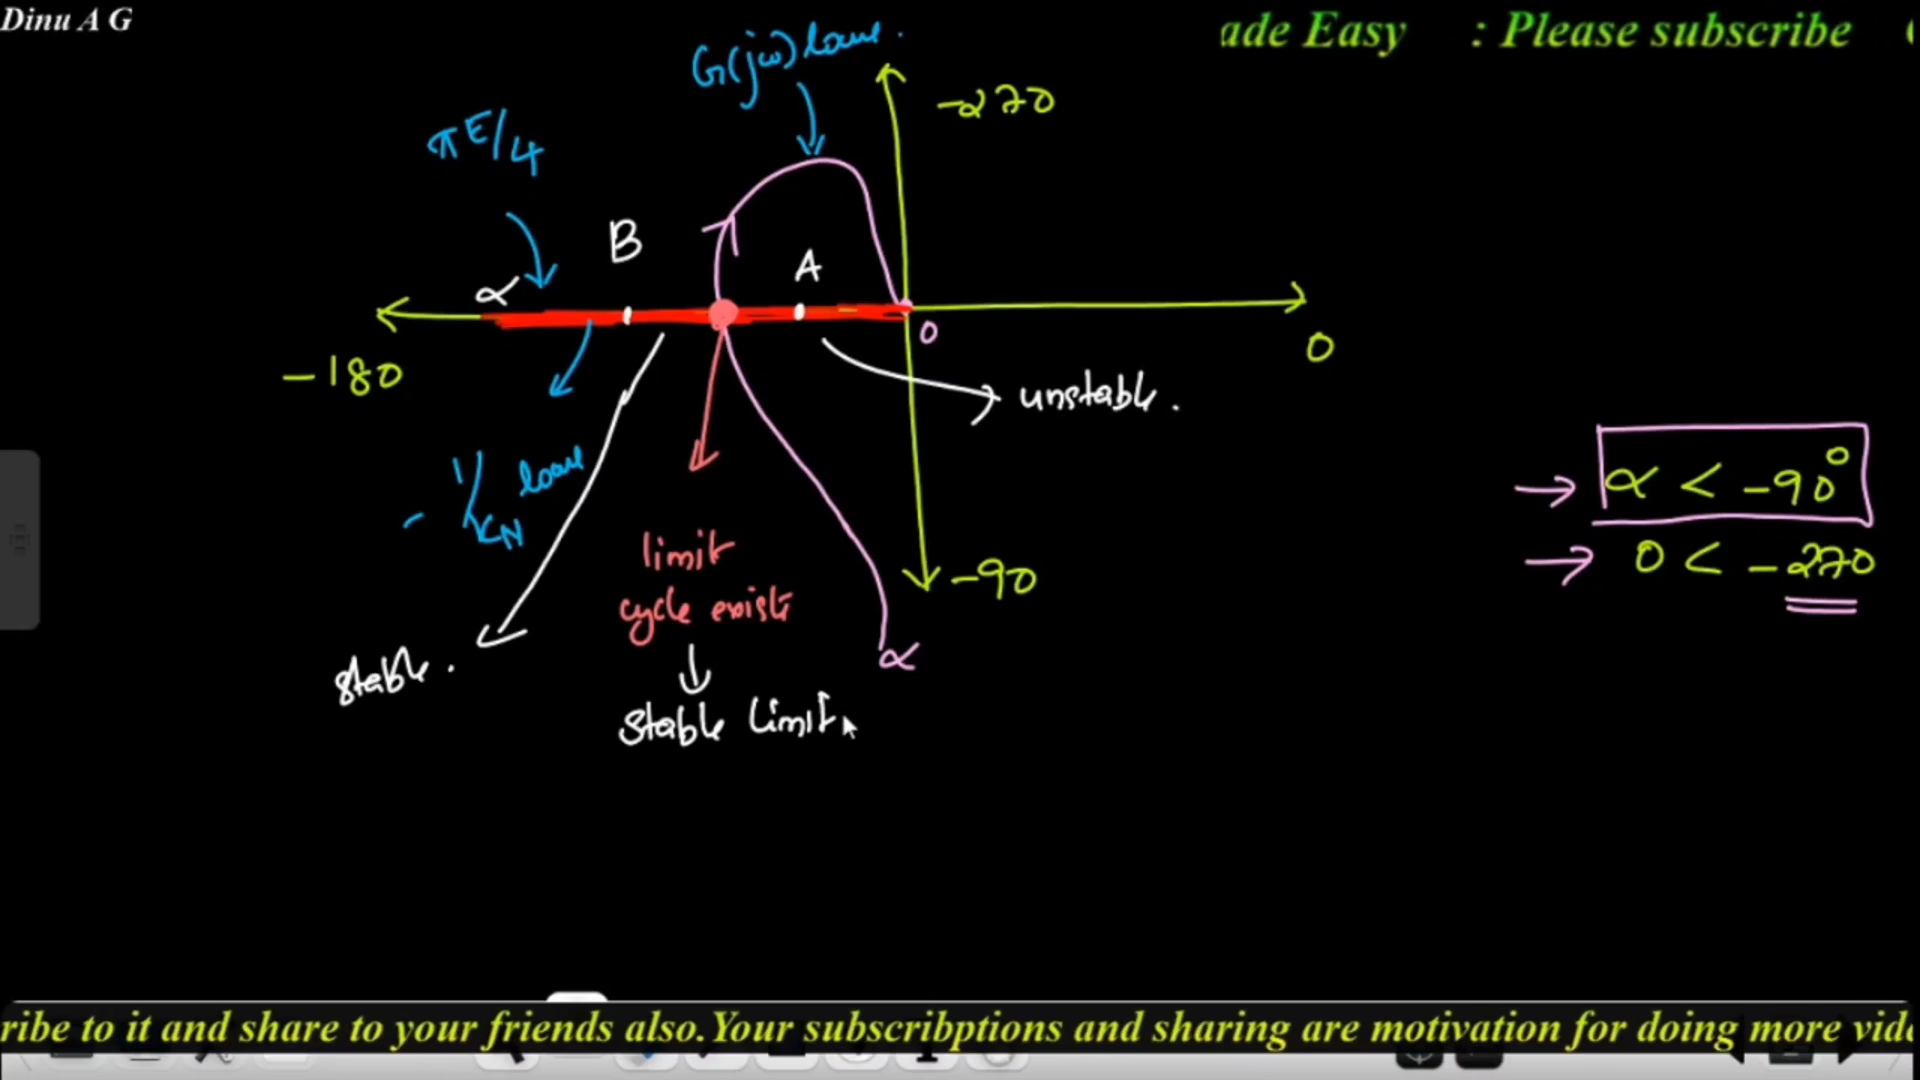 Dinu A G
ade Easy : Please subscribe
G(jω) locus.
-270
πE/4
B
A
α
0
-180
0
unstable.
-1/KN locus
→ α < -90°
→ 0 < -270
limit
cycle exists
-90
stable.
α
↓
Stable Limit
ribe to it and share to your friends also.Your subscribptions and sharing are motivation for doing more vid